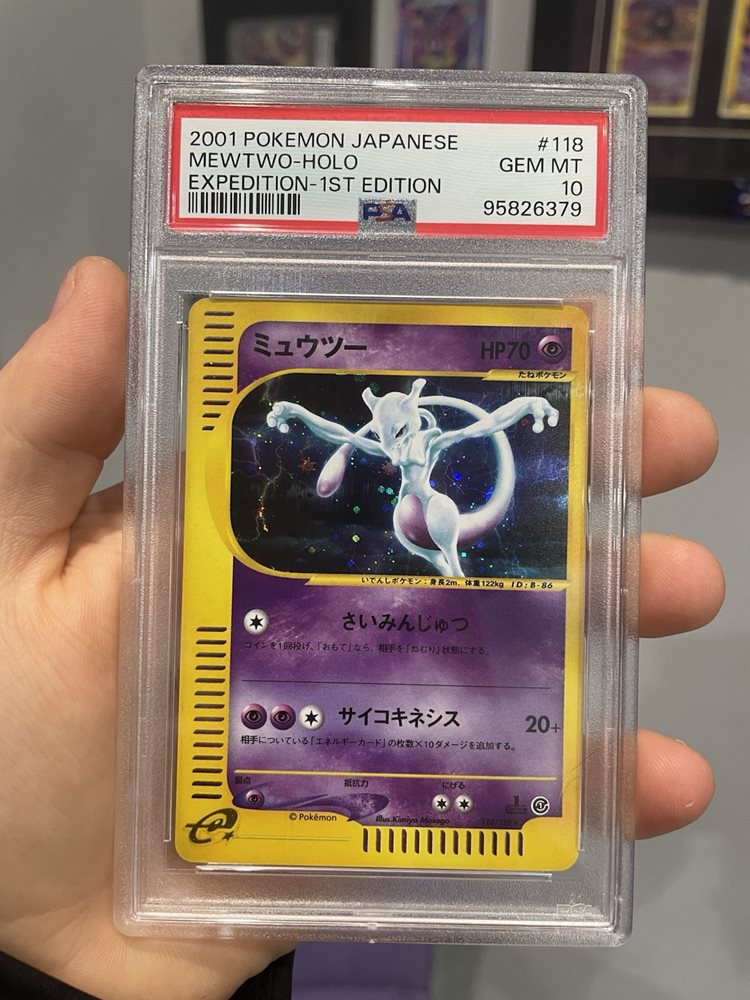 2001 POKEMON JAPANESE #118
MEWTWO-HOLO GEM MT
EXPEDITION-1ST EDITION 10
PSA 95826379
ミュウツー HP70
たねポケモン
いでんしポケモン：身長2m、体重122kg ID:B-86
さいみんじゅつ
コインを1回投げ、「おもて」なら、相手を「ねむり」状態にする。
サイコキネシス 20+
相手についている「エネルギーカード」の枚数×10ダメージを追加する。
弱点 抵抗力 にげる
1 EDITION
©Pokémon Illus.Kimiya Masago
e